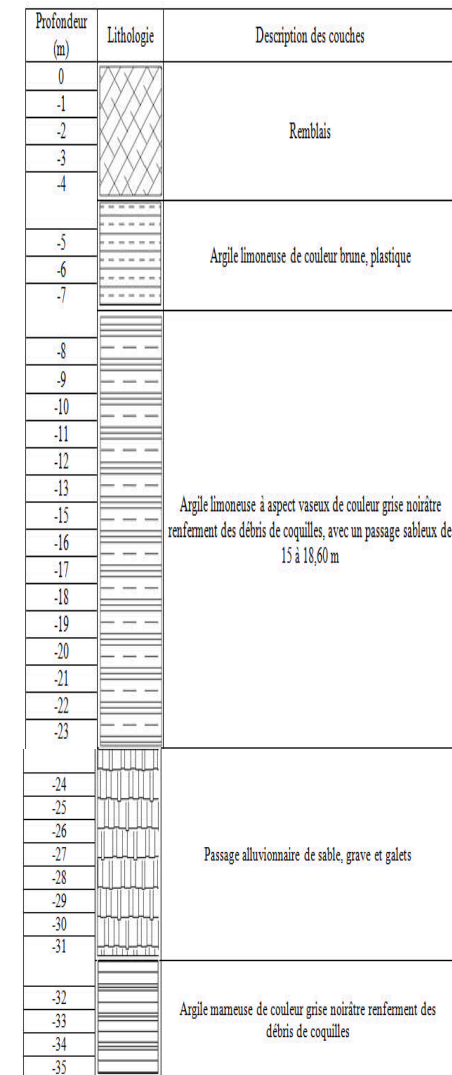 Profondeur
(m)
Lithologie
Description des couches
0
-1
-2
-3
-4
Remblais
-5
-6
-7
Argile limoneuse de couleur brune, plastique
-8
-9
-10
-11
-12
-13
-15
-16
-17
-18
-19
-20
-21
-22
-23
Argile limoneuse à aspect vaseux de couleur grise noirâtre
renferment des débris de coquilles, avec un passage sableux de
15 à 18,60 m
-24
-25
-26
-27
-28
-29
-30
-31
Passage alluvionnaire de sable, grave et galets
-32
-33
-34
-35
Argile marneuse de couleur grise noirâtre renferment des
débris de coquilles